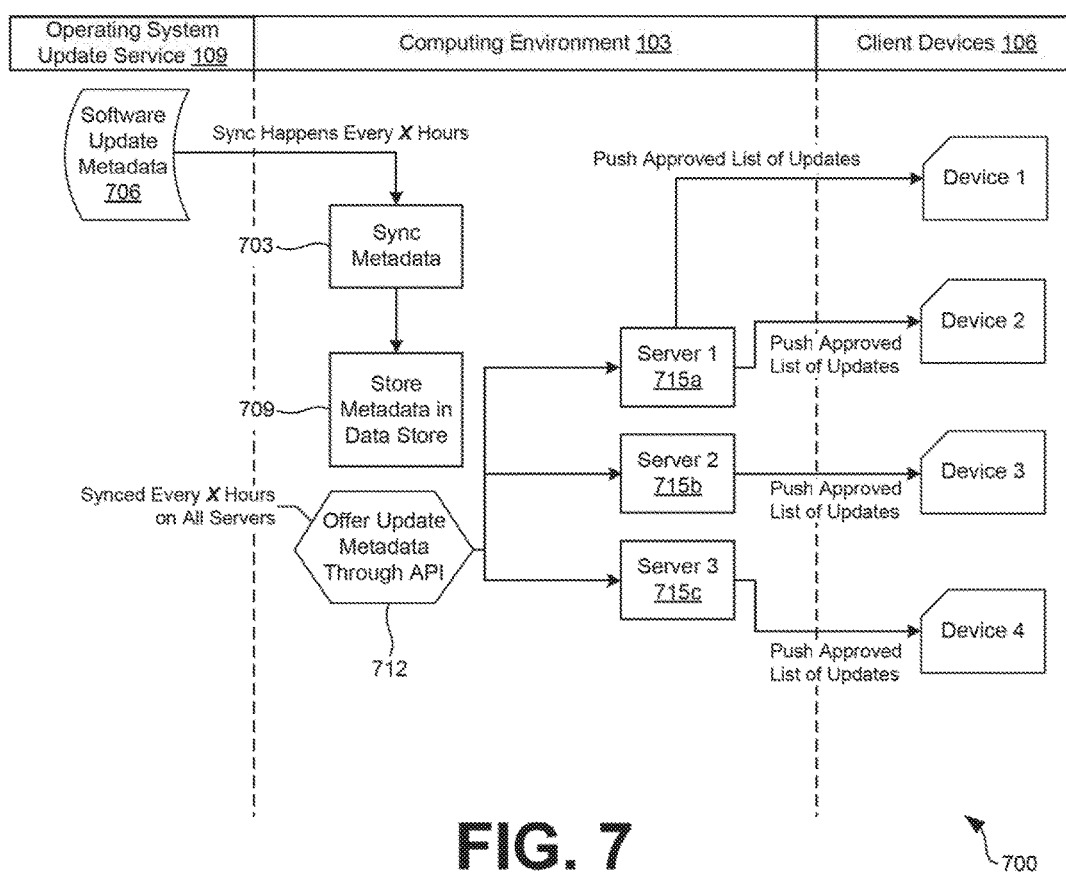 Operating System
Update Service 109
Computing Environment 103
Client Devices 106
Software
Update
Metadata
706
Sync Happens Every X Hours
Push Approved List of Updates
Device 1
703
Sync
Metadata
Device 2
Server 1
715a
Push Approved
List of Updates
709
Store
Metadata in
Data Store
Server 2
715b
Device 3
Push Approved
List of Updates
Synced Every X Hours
on All Servers
Offer Update
Metadata
Through API
Server 3
715c
Device 4
Push Approved
List of Updates
712
FIG. 7
700